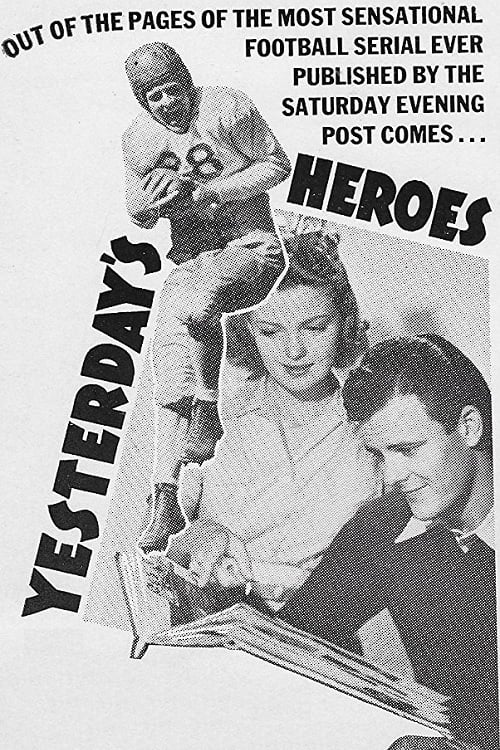 OUT OF THE PAGES OF THE MOST SENSATIONAL
FOOTBALL SERIAL EVER
PUBLISHED BY THE
SATURDAY EVENING
POST COMES...
YESTERDAY'S
HEROES
88